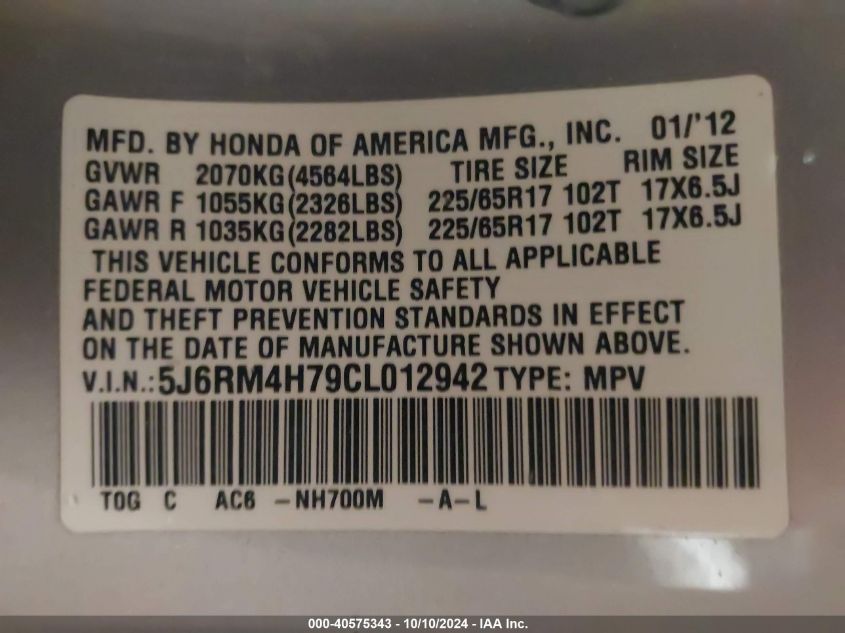 MFD. BY HONDA OF AMERICA MFG., INC. 01/'12
GVWR 2070KG(4564LBS) TIRE SIZE RIM SIZE
GAWR F 1055KG(2326LBS) 225/65R17 102T 17X6.5J
GAWR R 1035KG(2282LBS) 225/65R17 102T 17X6.5J
THIS VEHICLE CONFORMS TO ALL APPLICABLE
FEDERAL MOTOR VEHICLE SAFETY
AND THEFT PREVENTION STANDARDS IN EFFECT
ON THE DATE OF MANUFACTURE SHOWN ABOVE.
V.I.N.:5J6RM4H79CL012942 TYPE: MPV
TOG C AC6 -NH700M -A-L
000-40575343 - 10/10/2024 - IAA Inc.